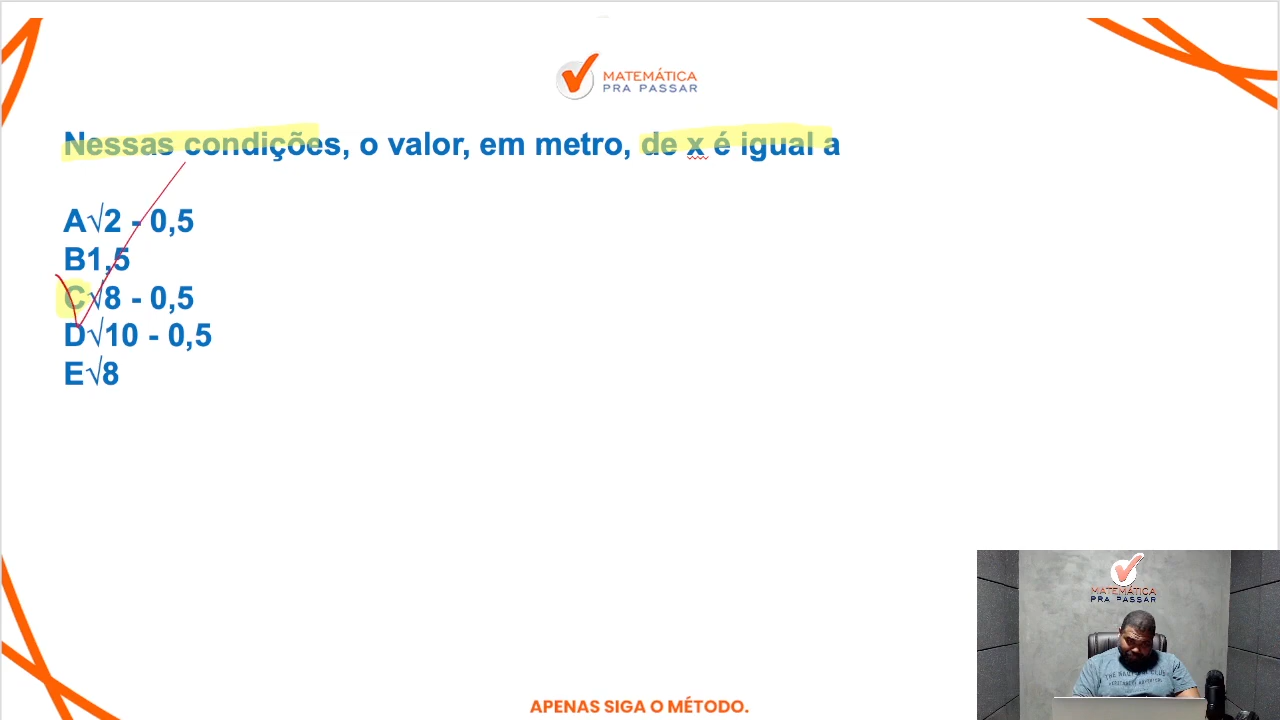 MATEMÁTICA
PRA PASSAR
Nessas condições, o valor, em metro, de x é igual a
A√2 - 0,5
B1,5
C√8 - 0,5
D√10 - 0,5
E√8
MATEMÁTICA
PRA PASSAR
APENAS SIGA O MÉTODO.